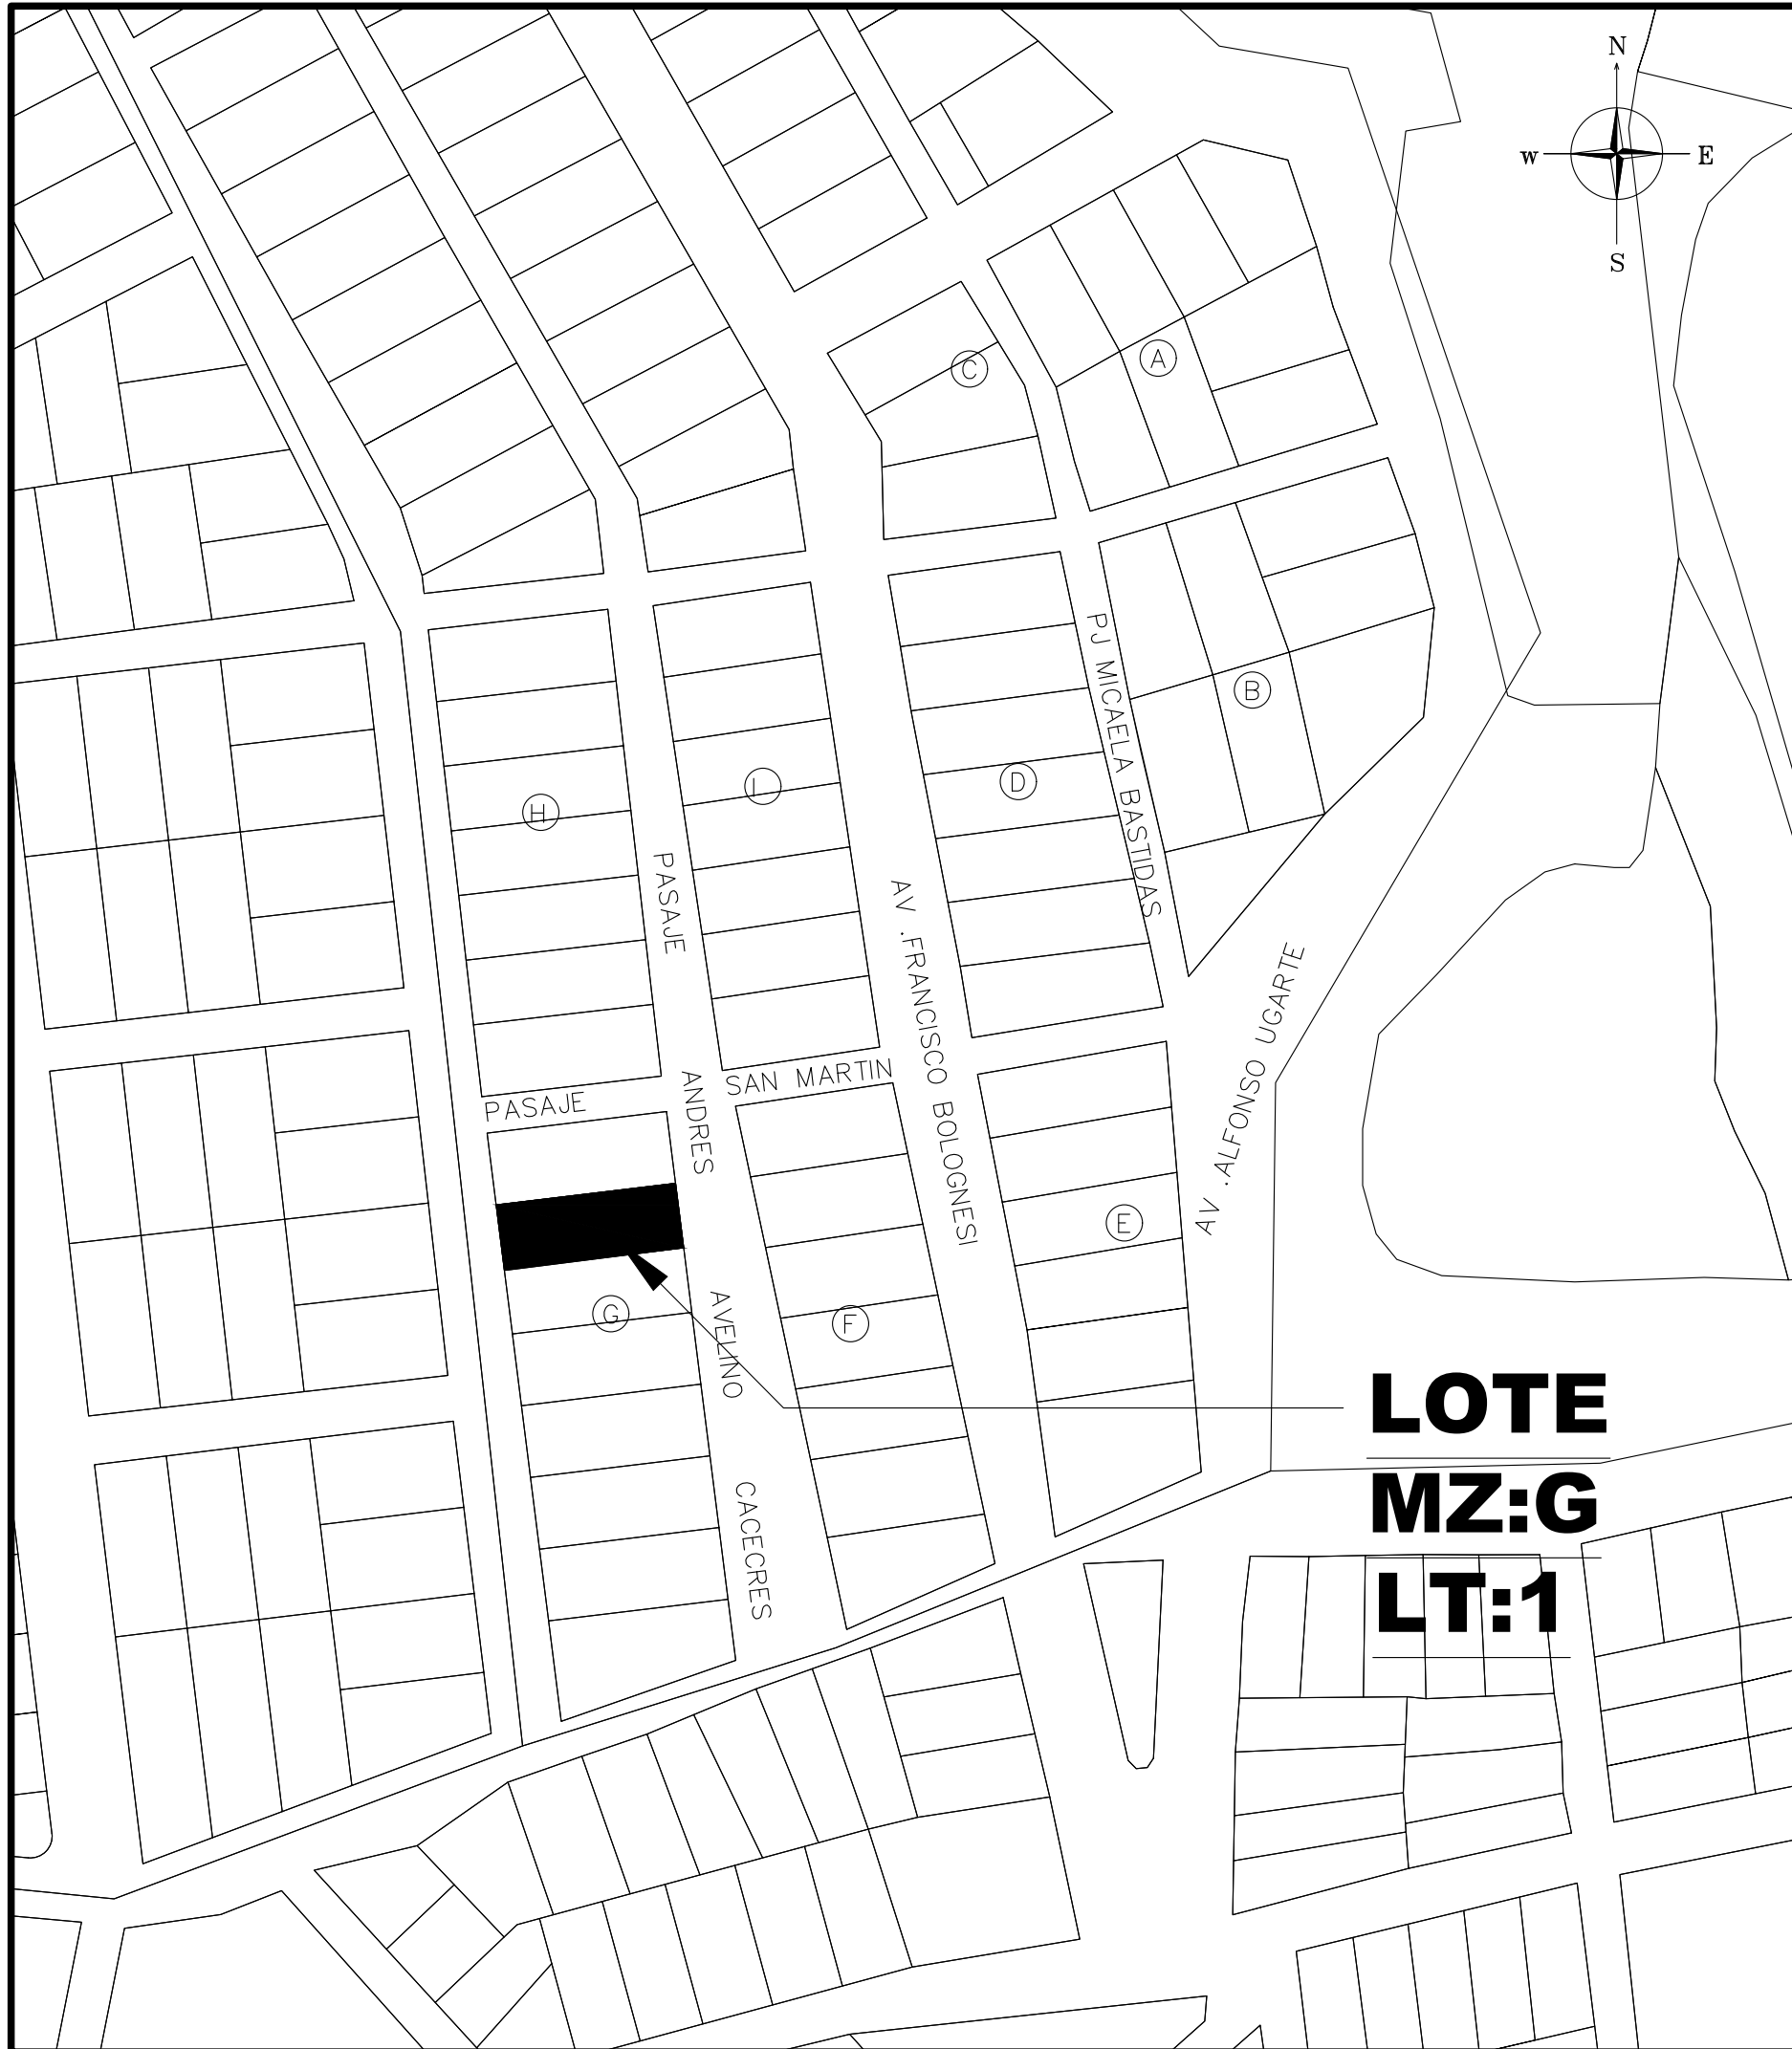 N
W
E
S
A
C
B
D
I
H
PJ MICAELA BASTIDAS
PASAJE ANDRES AVELINO CACECRES
AV .FRANCISCO BOLOGNESI
AV .ALFONSO UGARTE
PASAJE SAN MARTIN
E
G
F
LOTE
MZ:G
LT:1